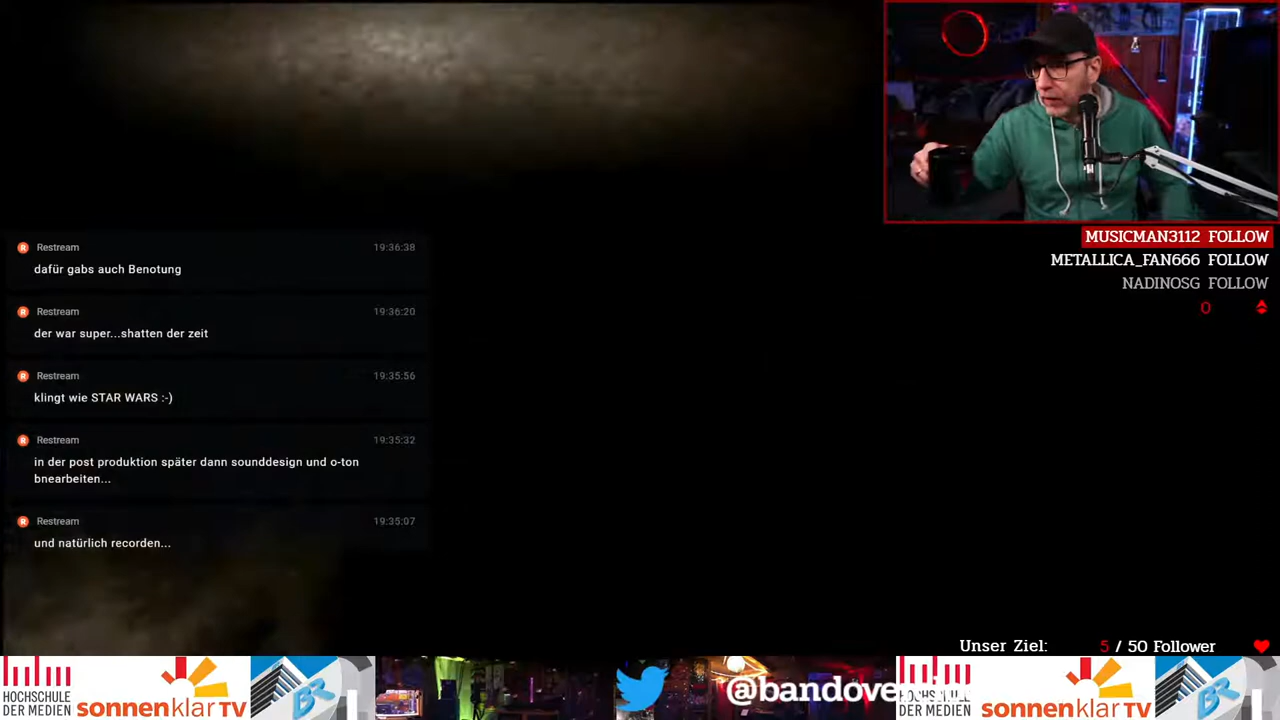 Restream 19:36:38
dafür gabs auch Benotung
Restream 19:36:20
der war super...shatten der zeit
Restream 19:35:56
klingt wie STAR WARS :-)
Restream 19:35:32
in der post produktion später dann sounddesign und o-ton
bnearbeiten...
Restream 19:35:07
und natürlich recorden...
MUSICMAN3112 FOLLOW
METALLICA_FAN666 FOLLOW
NADINOSG FOLLOW
0
Unser Ziel: 5 / 50 Follower
HOCHSCHULE
DER MEDIEN
sonnenklar TV
BR
@bandove
HOCHSCHULE
DER MEDIEN
sonnenklar TV
BR